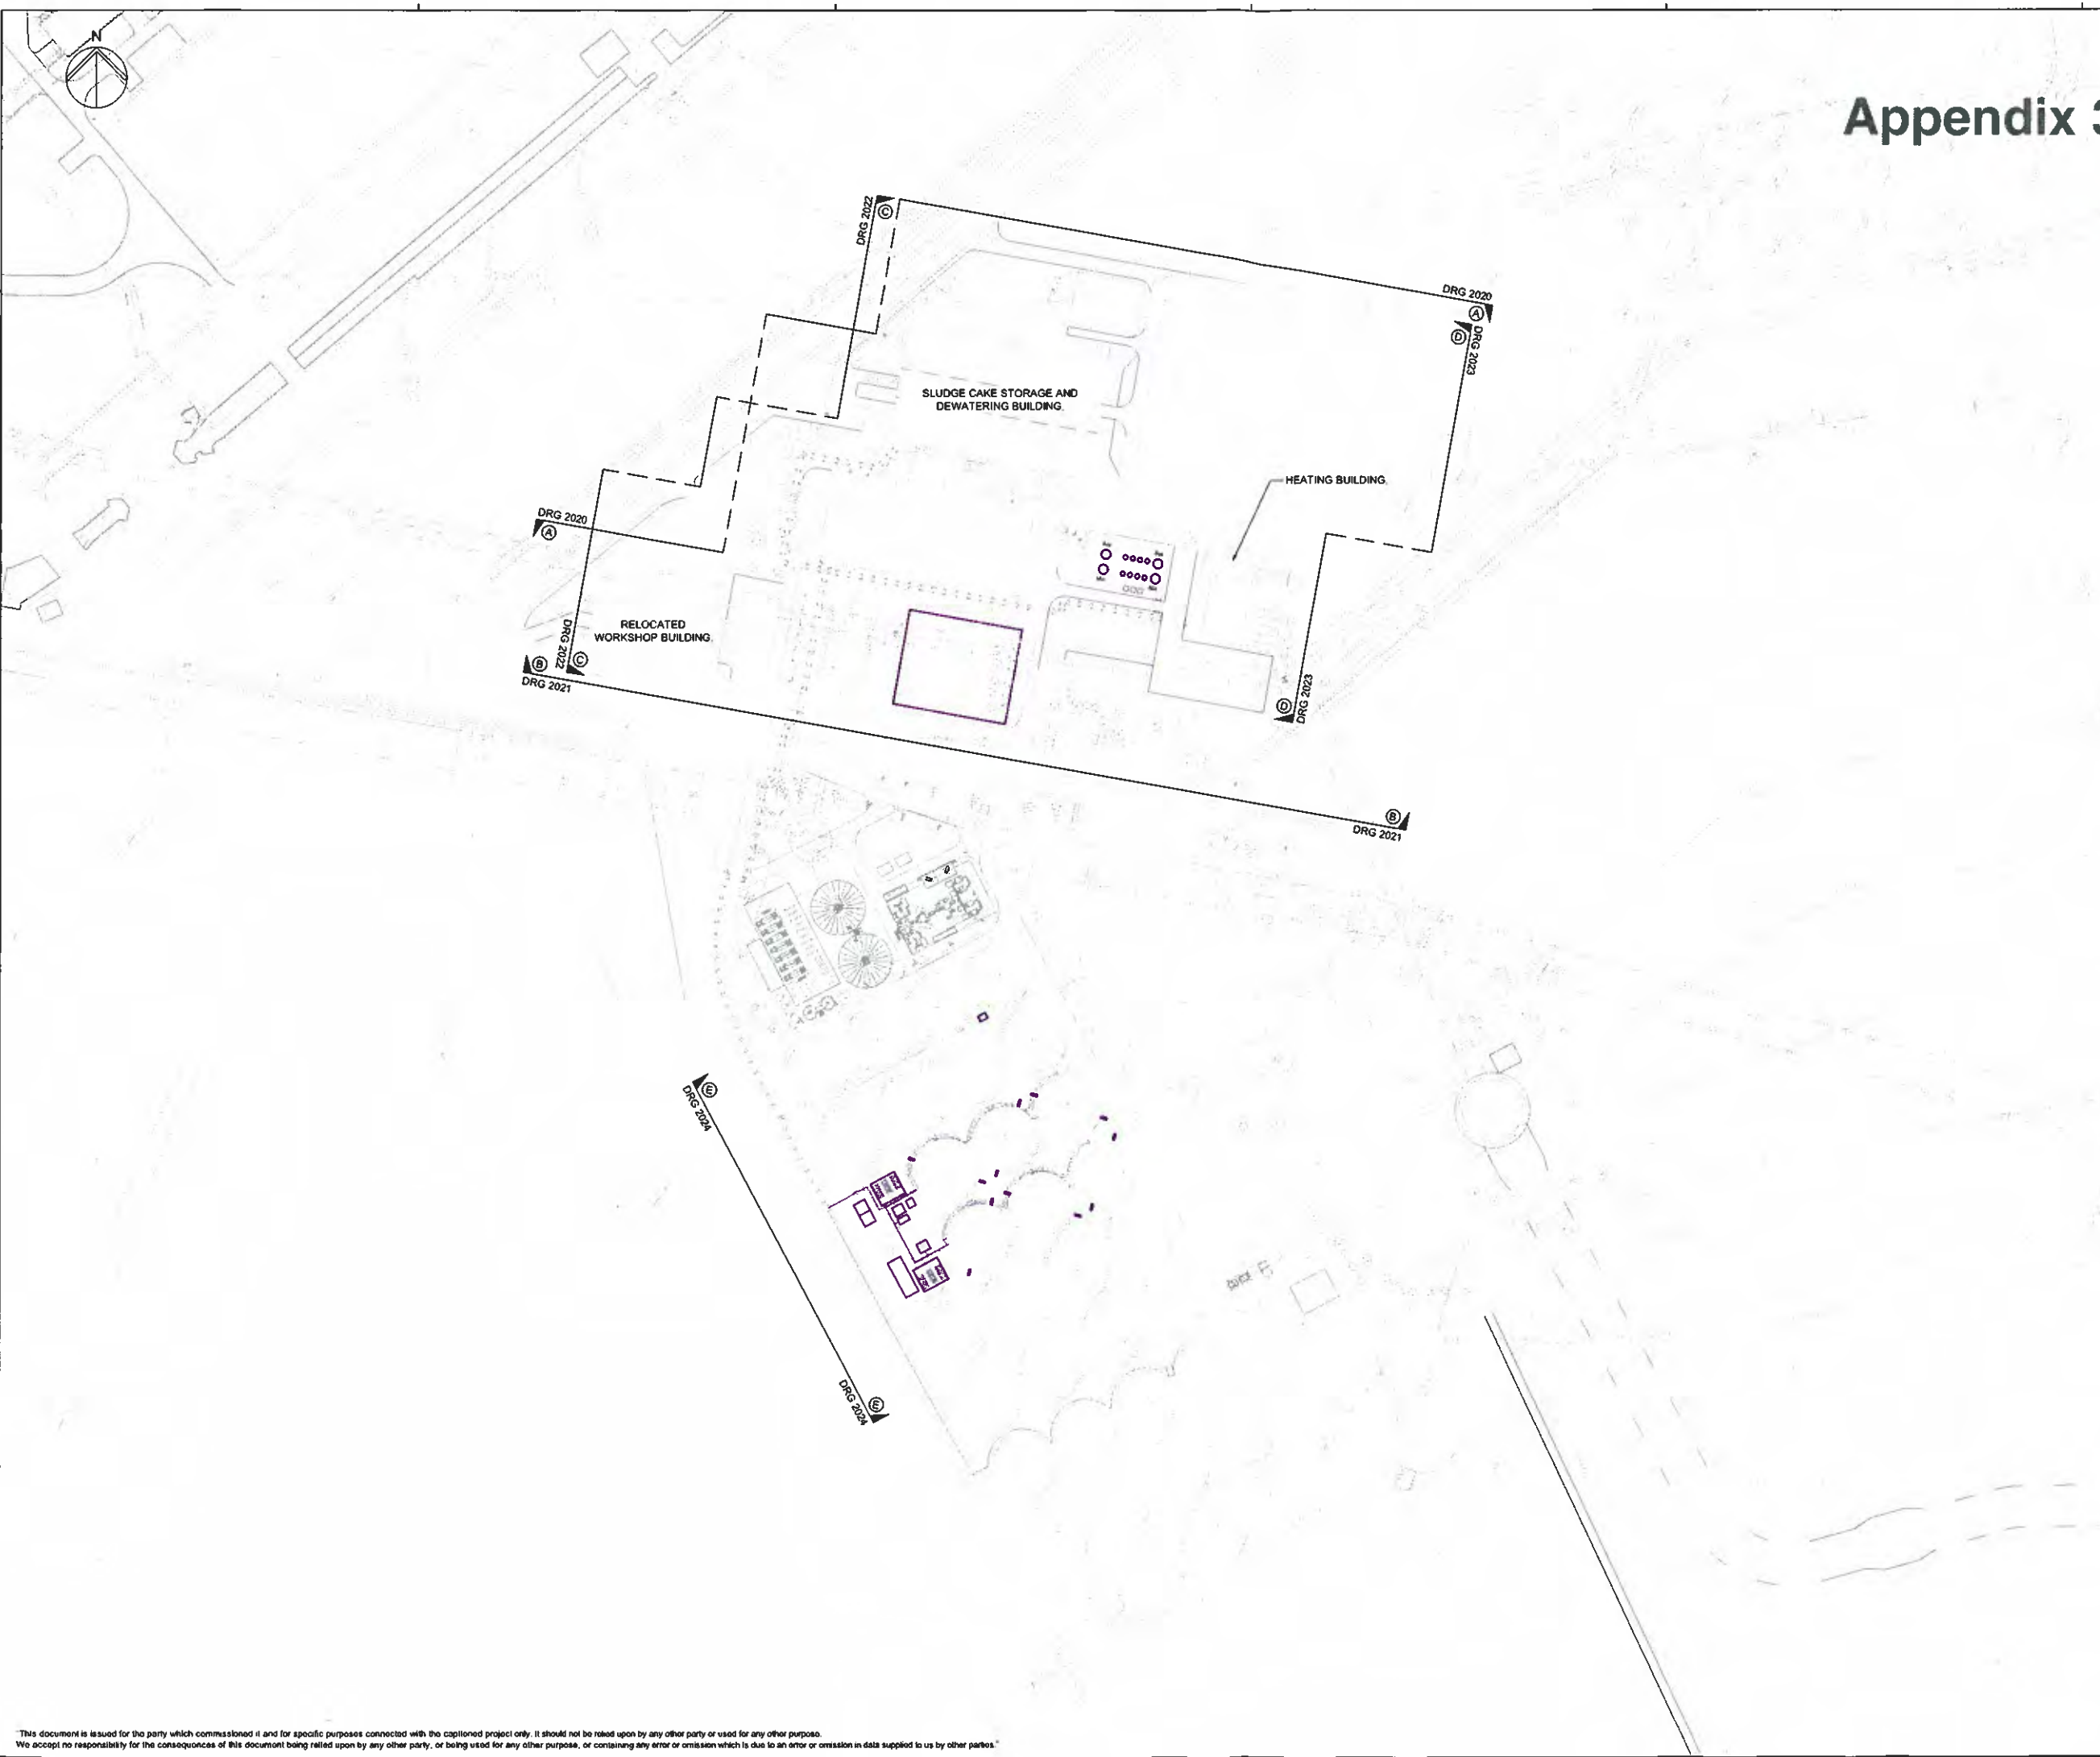 N
Appendix 3
DRG 2022
C
DRG 2020
A
D
DRG 2023
SLUDGE CAKE STORAGE AND
DEWATERING BUILDING.
HEATING BUILDING.
DRG 2020
A
RELOCATED
WORKSHOP BUILDING.
DRG 2022
C
B
DRG 2021
D
DRG 2023
B
DRG 2021
E
DRG 2024
E
DRG 2024
"This document is issued for the party which commissioned it and for specific purposes connected with the captioned project only. It should not be relied upon by any other party or used for any other purpose.
We accept no responsibility for the consequences of this document being relied upon by any other party, or being used for any other purpose, or containing any error or omission which is due to an error or omission in data supplied to us by other parties."